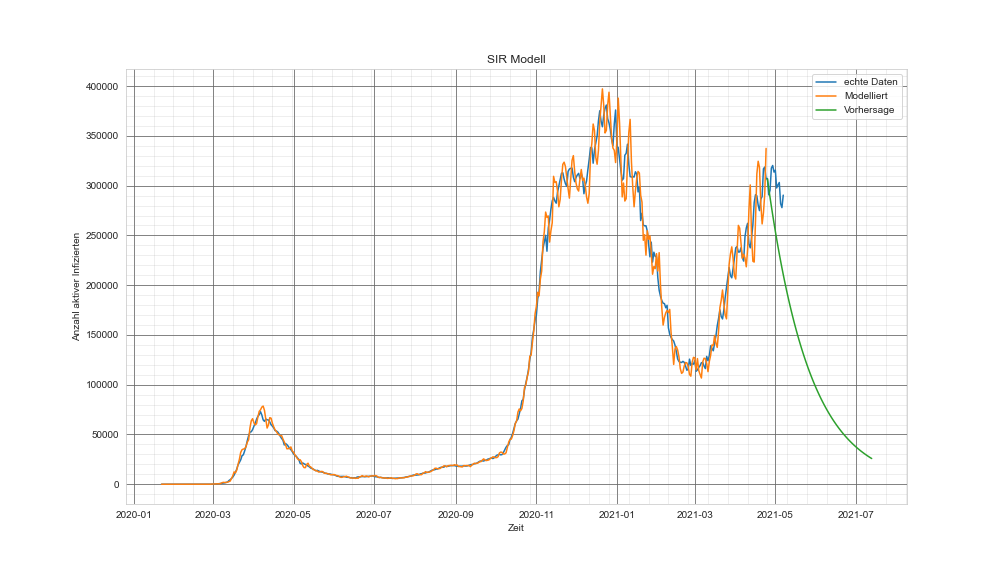 SIR Modell
echte Daten
Modelliert
Vorhersage
Anzahl aktiver Infizierten
400000
350000
300000
250000
200000
150000
100000
50000
0
2020-01 2020-03 2020-05 2020-07 2020-09 2020-11 2021-01 2021-03 2021-05 2021-07
Zeit